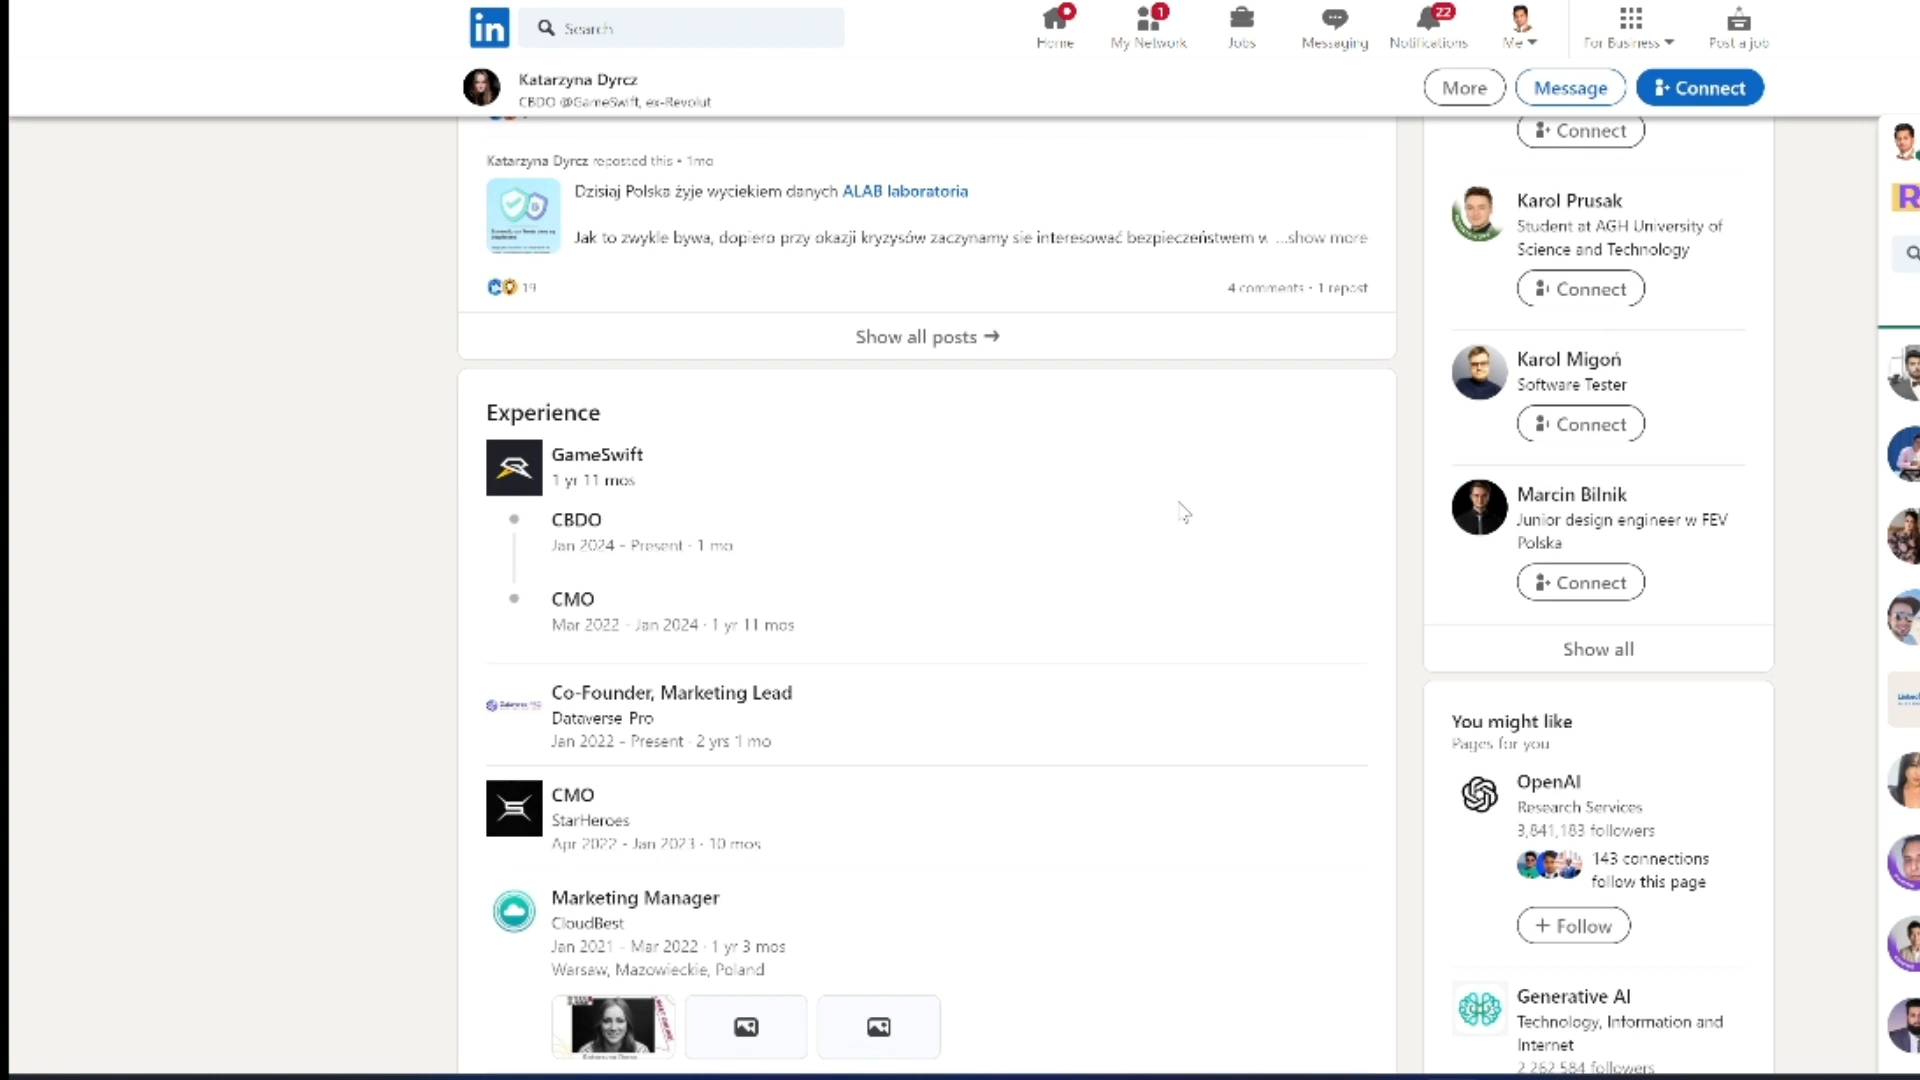 Search
Home
My Network
1
Jobs
Messaging
Notifications
22
Me
For Business
Post a job
Katarzyna Dyrcz
CBDO @GameSwift, ex-Revolut
More
Message
Connect
Katarzyna Dyrcz reposted this • 1mo
Dzisiaj Polska żyje wyciekiem danych ALAB laboratoria
Jak to zwykle bywa, dopiero przy okazji kryzysów zaczynamy sie interesować bezpieczeństwem w ...show more
19
4 comments · 1 repost
Show all posts →
Experience
GameSwift
1 yr 11 mos
CBDO
Jan 2024 - Present · 1 mo
CMO
Mar 2022 - Jan 2024 · 1 yr 11 mos
Co-Founder, Marketing Lead
Dataverse Pro
Jan 2022 - Present · 2 yrs 1 mo
CMO
StarHeroes
Apr 2022 - Jan 2023 · 10 mos
Marketing Manager
CloudBest
Jan 2021 - Mar 2022 · 1 yr 3 mos
Warsaw, Mazowieckie, Poland
Connect
Karol Prusak
Student at AGH University of
Science and Technology
Connect
Karol Migoń
Software Tester
Connect
Marcin Bilnik
Junior design engineer w FEV
Polska
Connect
Show all
You might like
Pages for you
OpenAI
Research Services
3,841,183 followers
143 connections
follow this page
+ Follow
Generative AI
Technology, Information and
Internet
2,262,584 followers